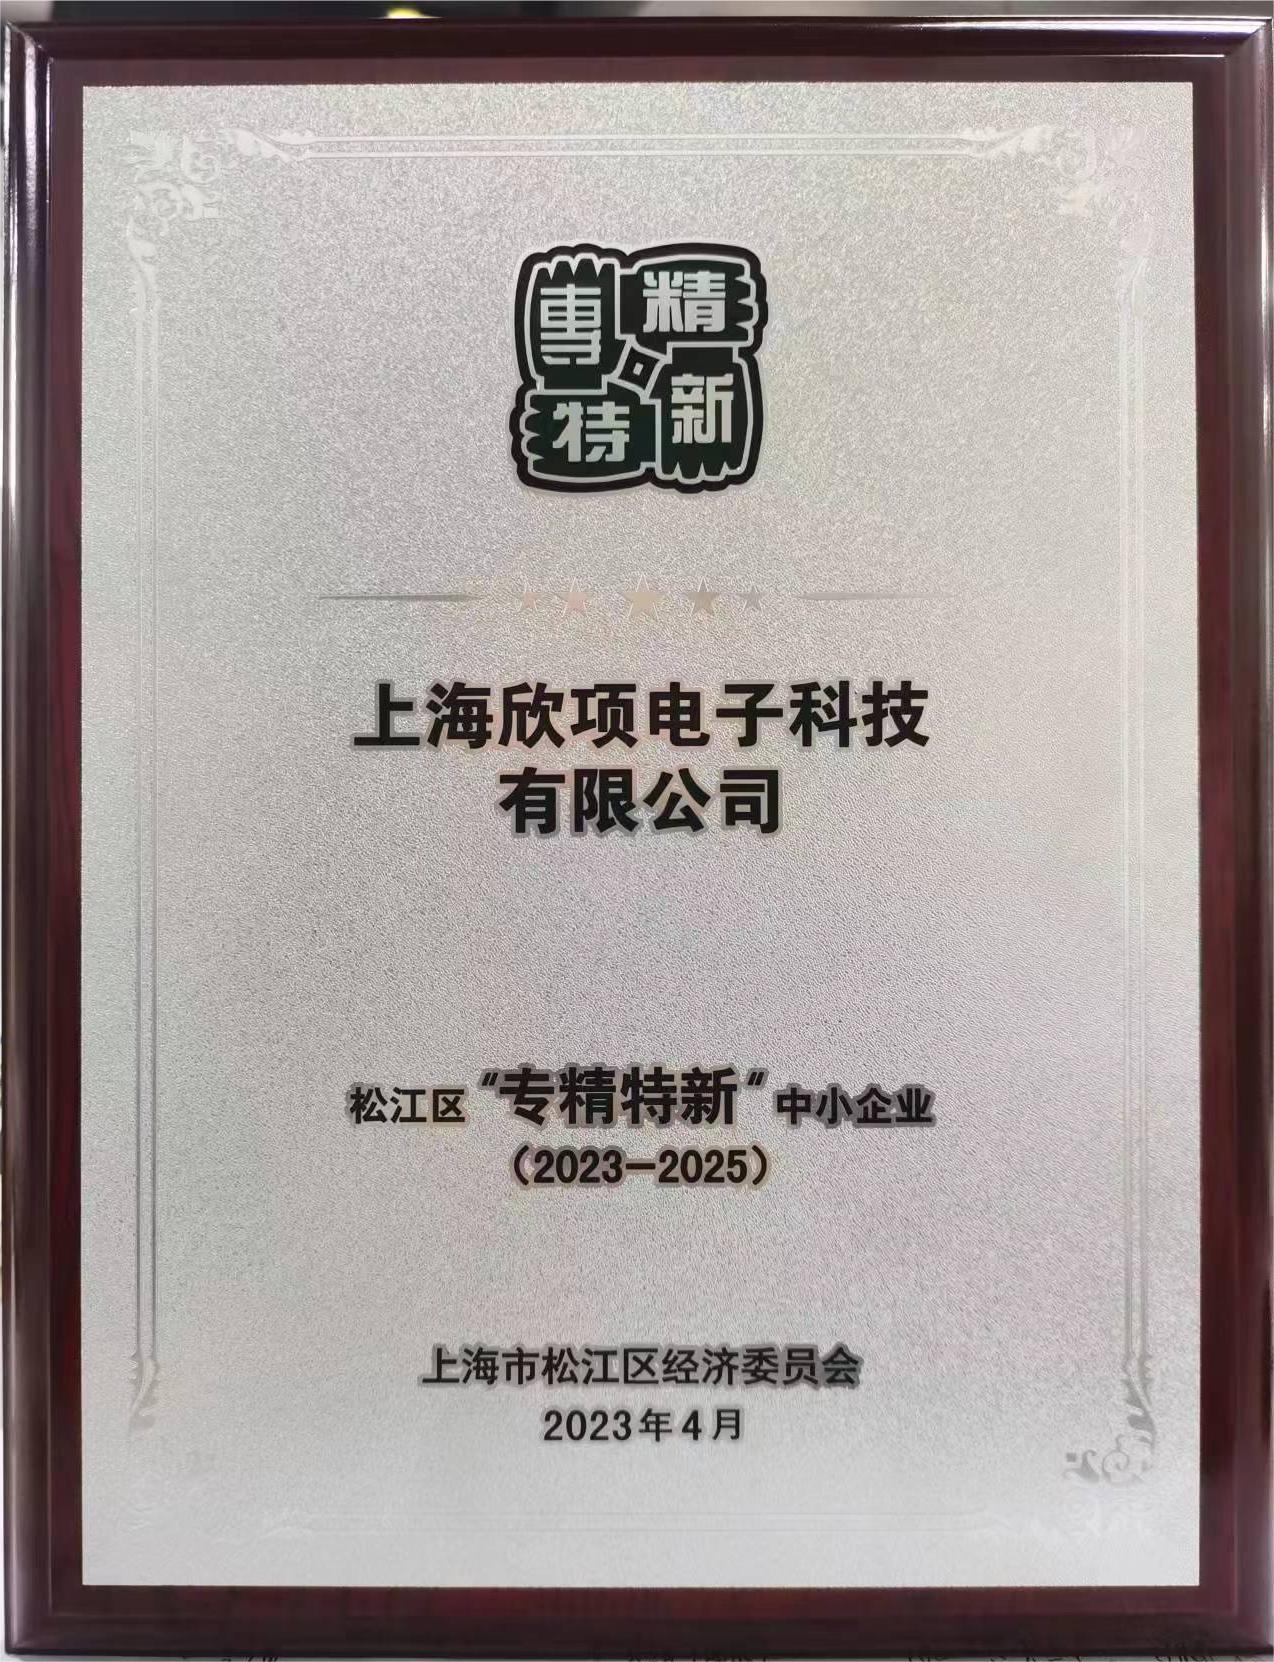 專精
特新
上海欣项电子科技
有限公司
松江区“专精特新”中小企业
（2023-2025）
上海市松江区经济委员会
2023年4月